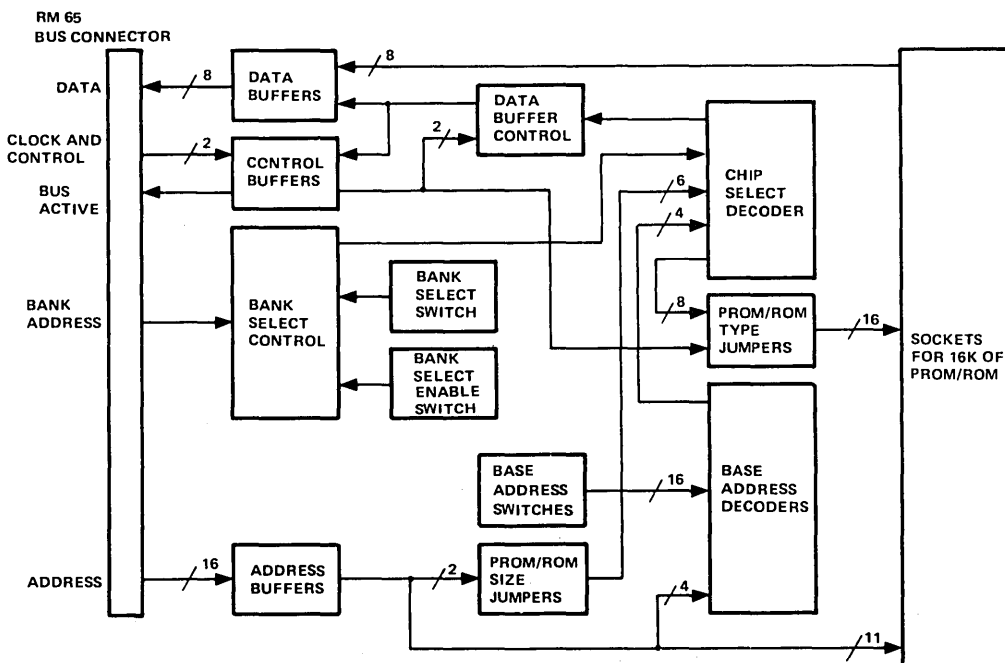 RM 65
BUS CONNECTOR
DATA
8
DATA
BUFFERS
8
CLOCK AND
CONTROL
2
CONTROL
BUFFERS
2
DATA
BUFFER
CONTROL
BUS
ACTIVE
6
4
CHIP
SELECT
DECODER
BANK
ADDRESS
BANK
SELECT
CONTROL
BANK
SELECT
SWITCH
BANK
SELECT
ENABLE
SWITCH
8
PROM/ROM
TYPE
JUMPERS
16
SOCKETS
FOR 16K OF
PROM/ROM
BASE
ADDRESS
SWITCHES
16
BASE
ADDRESS
DECODERS
ADDRESS
16
ADDRESS
BUFFERS
2
PROM/ROM
SIZE
JUMPERS
4
11